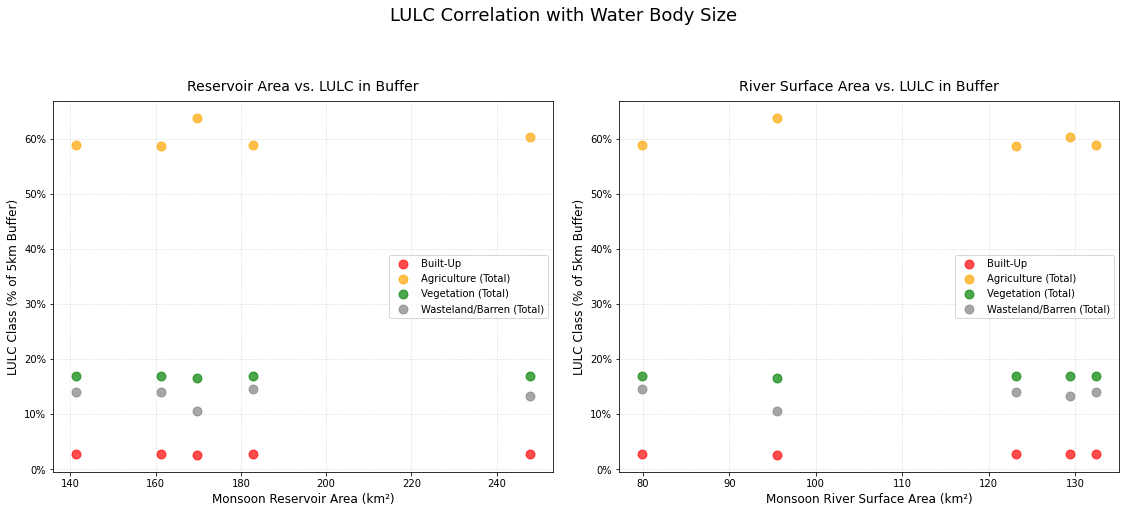 LULC Correlation with Water Body Size
Reservoir Area vs. LULC in Buffer
LULC Class (% of 5km Buffer)
60%
50%
40%
30%
20%
10%
0%
Built-Up
Agriculture (Total)
Vegetation (Total)
Wasteland/Barren (Total)
140 160 180 200 220 240
Monsoon Reservoir Area (km²)
River Surface Area vs. LULC in Buffer
LULC Class (% of 5km Buffer)
60%
50%
40%
30%
20%
10%
0%
Built-Up
Agriculture (Total)
Vegetation (Total)
Wasteland/Barren (Total)
80 90 100 110 120 130
Monsoon River Surface Area (km²)